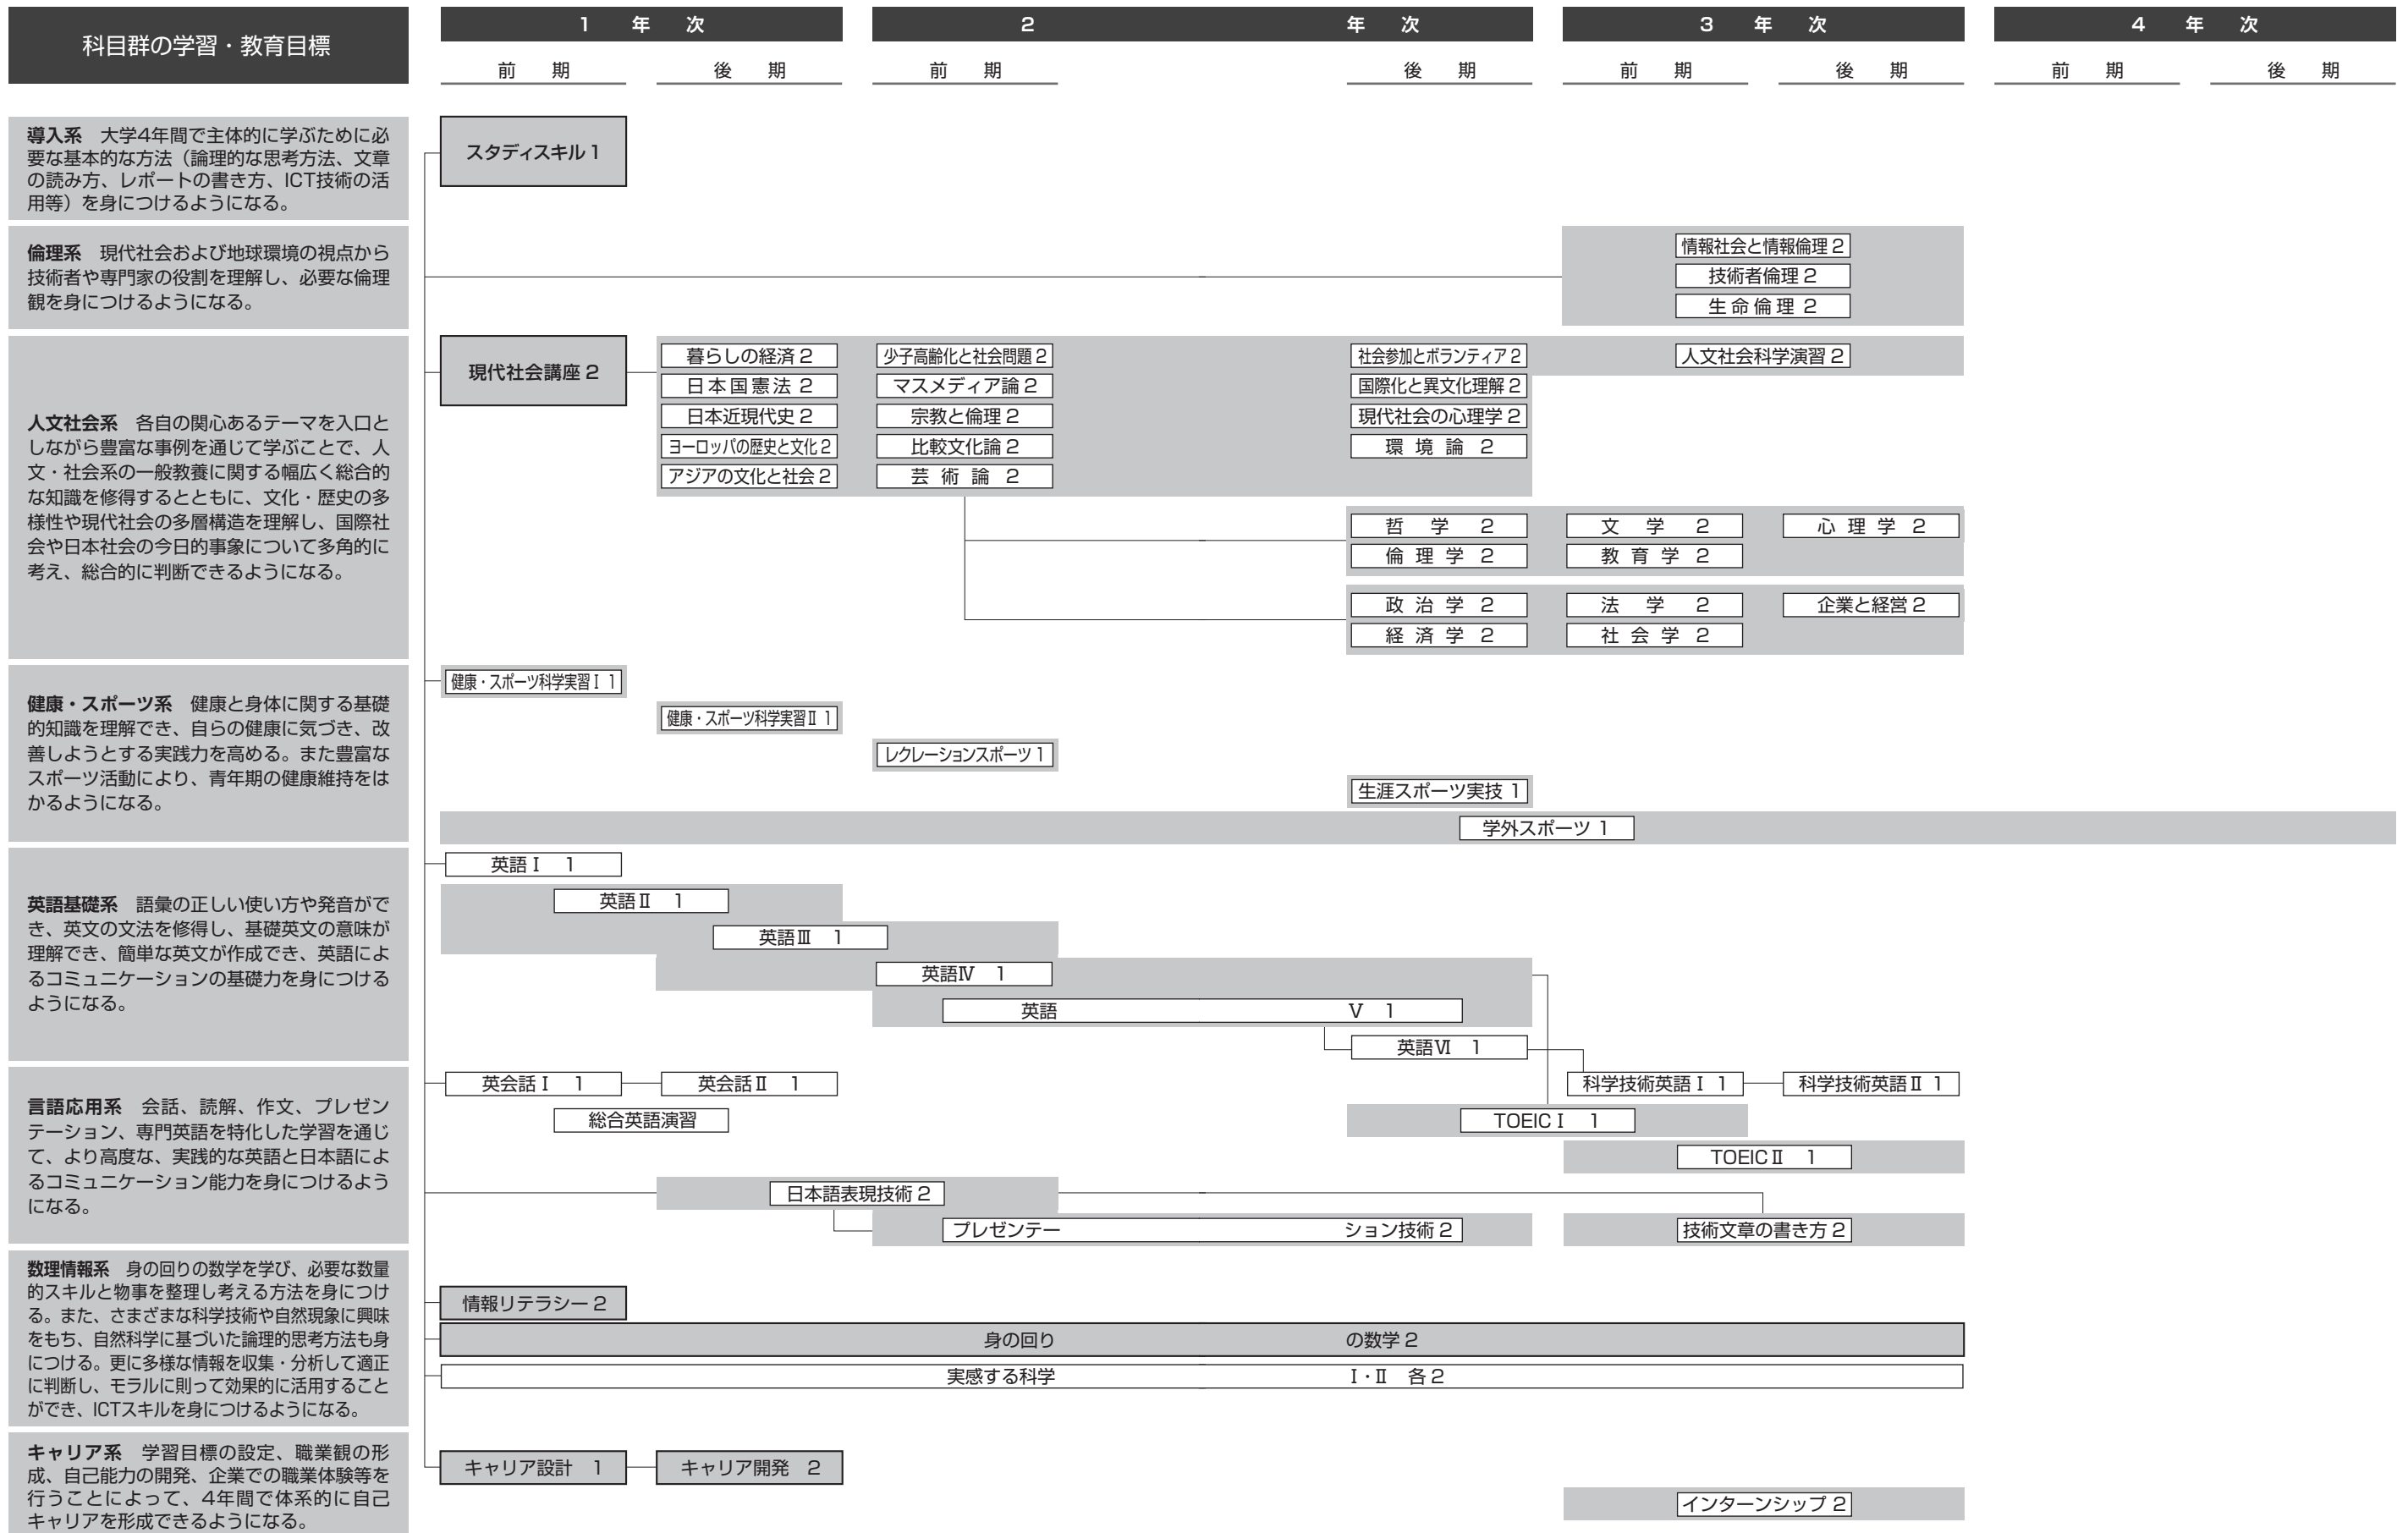 科目群の学習・教育目標
1 年 次
2 年 次
3 年 次
4 年 次
前 期
後 期
前 期
後 期
前 期
後 期
前 期
後 期
導入系 大学4年間で主体的に学ぶために必
要な基本的な方法（論理的な思考方法、文章
の読み方、レポートの書き方、ICT技術の活
用等）を身につけるようになる。
スタディスキル 1
倫理系 現代社会および地球環境の視点から
技術者や専門家の役割を理解し、必要な倫理
観を身につけるようになる。
情報社会と情報倫理 2
技術者倫理 2
生命倫理 2
人文社会系 各自の関心あるテーマを入口と
しながら豊富な事例を通じて学ぶことで、人
文・社会系の一般教養に関する幅広く総合的
な知識を修得するとともに、文化・歴史の多
様性や現代社会の多層構造を理解し、国際社
会や日本社会の今日的事象について多角的に
考え、総合的に判断できるようになる。
現代社会講座 2
暮らしの経済 2
日本国憲法 2
日本近現代史 2
ヨーロッパの歴史と文化 2
アジアの文化と社会 2
少子高齢化と社会問題 2
マスメディア論 2
宗教と倫理 2
比較文化論 2
芸術論 2
社会参加とボランティア 2
国際化と異文化理解 2
現代社会の心理学 2
環境論 2
人文社会科学演習 2
哲学 2
倫理学 2
文学 2
教育学 2
心理学 2
政治学 2
経済学 2
法学 2
社会学 2
企業と経営 2
健康・スポーツ系 健康と身体に関する基礎
的知識を理解でき、自らの健康に気づき、改
善しようとする実践力を高める。また豊富な
スポーツ活動により、青年期の健康維持をは
かるようになる。
健康・スポーツ科学実習Ⅰ 1
健康・スポーツ科学実習Ⅱ 1
レクレーションスポーツ 1
生涯スポーツ実技 1
学外スポーツ 1
英語基礎系 語彙の正しい使い方や発音がで
き、英文の文法を修得し、基礎英文の意味が
理解でき、簡単な英文が作成でき、英語によ
るコミュニケーションの基礎力を身につける
ようになる。
英語Ⅰ 1
英語Ⅱ 1
英語Ⅲ 1
英語Ⅳ 1
英語 Ⅴ 1
英語Ⅵ 1
言語応用系 会話、読解、作文、プレゼン
テーション、専門英語を特化した学習を通じ
て、より高度な、実践的な英語と日本語によ
るコミュニケーション能力を身につけるよう
になる。
英会話Ⅰ 1
英会話Ⅱ 1
科学技術英語Ⅰ 1
科学技術英語Ⅱ 1
総合英語演習
TOEICⅠ 1
TOEICⅡ 1
日本語表現技術 2
プレゼンテー ション技術 2
技術文章の書き方 2
数理情報系 身の回りの数学を学び、必要な数量
的スキルと物事を整理し考える方法を身につけ
る。また、さまざまな科学技術や自然現象に興味
をもち、自然科学に基づいた論理的思考方法も身
につける。更に多様な情報を収集・分析して適正
に判断し、モラルに則って効果的に活用すること
ができ、ICTスキルを身につけるようになる。
情報リテラシー 2
身の回り の数学 2
実感する科学 Ⅰ・Ⅱ 各 2
キャリア系 学習目標の設定、職業観の形
成、自己能力の開発、企業での職業体験等を
行うことによって、4年間で体系的に自己
キャリアを形成できるようになる。
キャリア設計 1
キャリア開発 2
インターンシップ 2